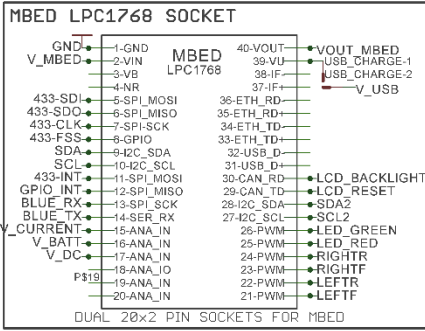 MBED LPC1768 SOCKET
MBED
LPC1768
GND 1-GND 40-VOUT VOUT_MBED
V_MBED 2-VIN 39-VU USB_CHARGE-1
3-VB 38-IF- USB_CHARGE-2
4-NR 37-IF+ V_USB
433-SDI 5-SPI_MOSI 36-ETH_RD-
433-SDO 6-SPI_MISO 35-ETH_RD+
433-CLK 7-SPI-SCK 34-ETH_TD-
433-FSS 8-GPIO 33-ETH_TD+
SDA 9-I2C_SDA 32-USB_D-
SCL 10-I2C_SCL 31-USB_D+
433-INT 11-SPI_MOSI 30-CAN_RD LCD_BACKLIGHT
GPIO_INT 12-SPI_MISO 29-CAN_TD LCD_RESET
BLUE_RX 13-SPI_SCK 28-I2C_SDA SDA2
BLUE_TX 14-SER_RX 27-I2C_SCL SCL2
V_CURRENT 15-ANA_IN 26-PWM LED_GREEN
V_BATT 16-ANA_IN 25-PWM LED_RED
V_DC 17-ANA_IN 24-PWM RIGHTR
18-ANA_IO 23-PWM RIGHTF
P$19 19-ANA_IN 22-PWM LEFTR
20-ANA_IN 21-PWM LEFTF
DUAL 20x2 PIN SOCKETS FOR MBED